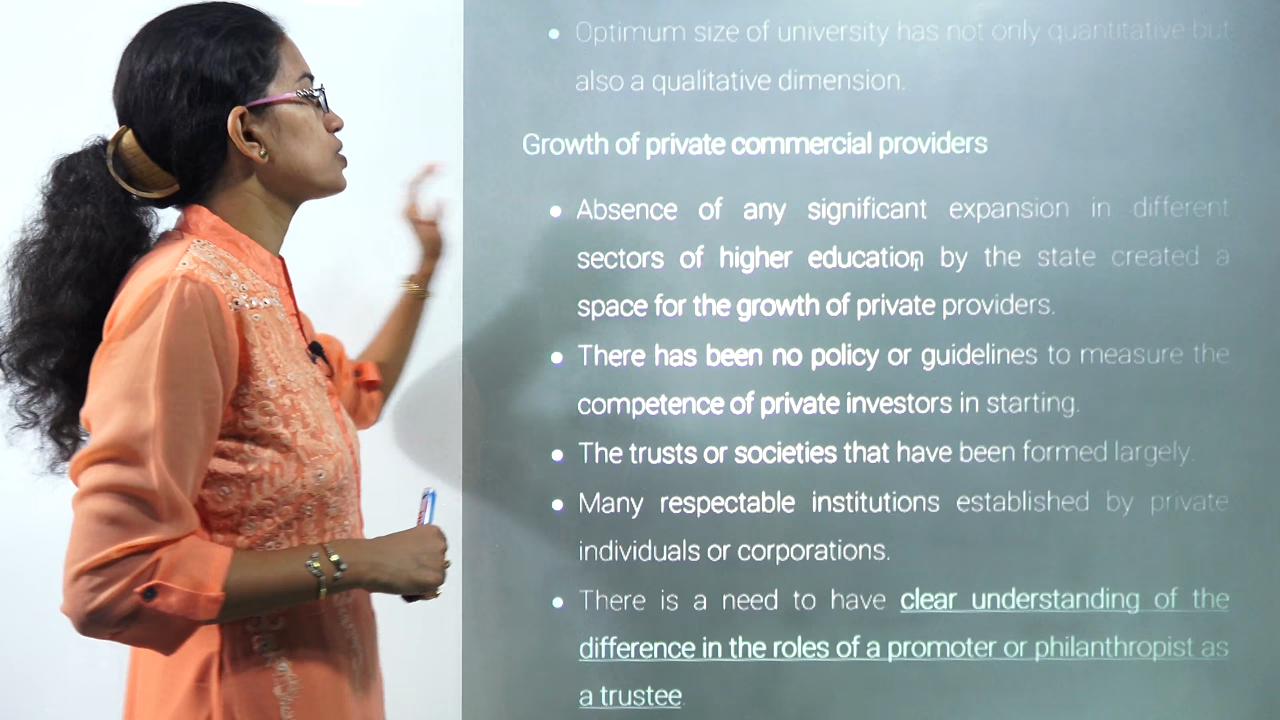 • Optimum size of university has not only quantitative but
also a qualitative dimension.
Growth of private commercial providers
• Absence of any significant expansion in different
sectors of higher education by the state created a
space for the growth of private providers.
• There has been no policy or guidelines to measure the
competence of private investors in starting.
• The trusts or societies that have been formed largely.
• Many respectable institutions established by private
individuals or corporations.
• There is a need to have clear understanding of the
difference in the roles of a promoter or philanthropist as
a trustee.